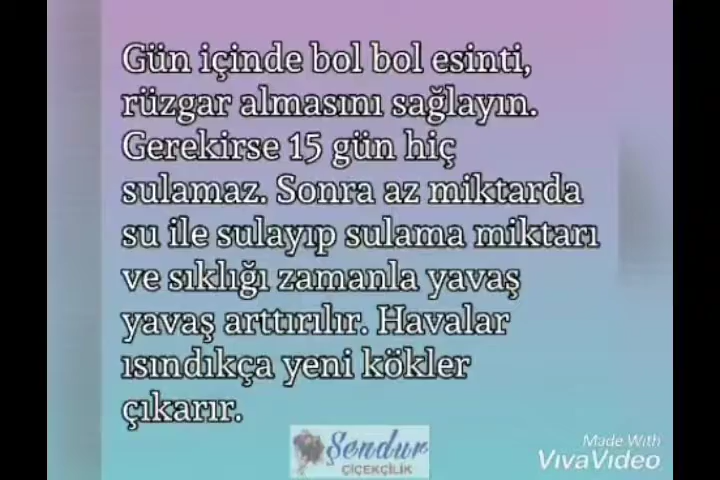 Gün içinde bol bol esinti,
rüzgar almasını sağlayın.
Gerekirse 15 gün hiç
sulamaz. Sonra az miktarda
su ile sulayıp sulama miktarı
ve sıklığı zamanla yavaş
yavaş arttırılır. Havalar
ısındıkça yeni kökler
çıkarır.
Şendur
ÇİÇEKÇİLİK
Made With
VivaVideo